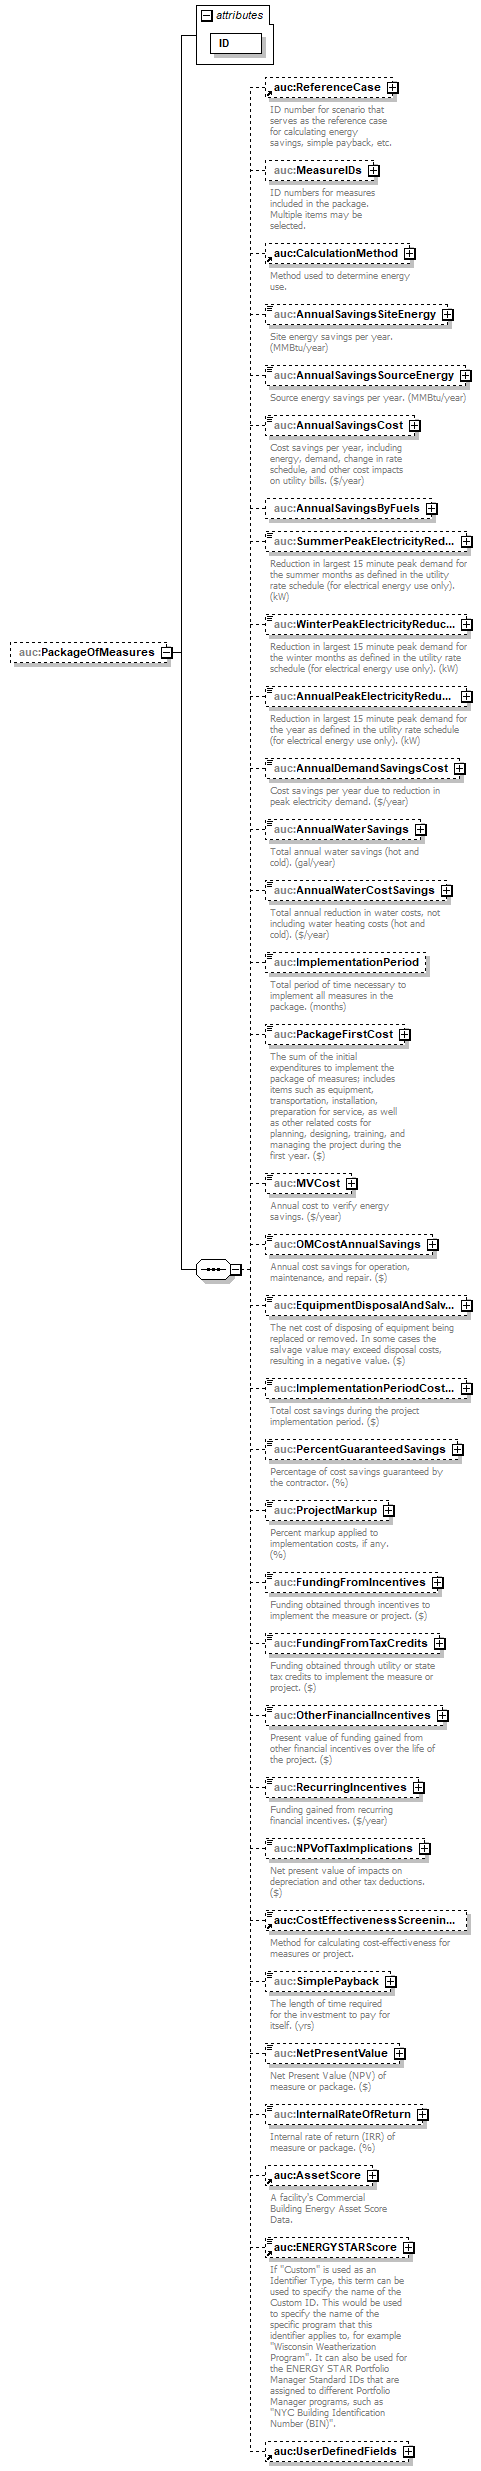 attributes
ID
auc:ReferenceCase
ID number for scenario that
serves as the reference case
for calculating energy
savings, simple payback, etc.
auc:MeasureIDs
ID numbers for measures
included in the package.
Multiple items may be
selected.
auc:CalculationMethod
Method used to determine energy
use.
auc:AnnualSavingsSiteEnergy
Site energy savings per year.
(MMBtu/year)
auc:AnnualSavingsSourceEnergy
Source energy savings per year. (MMBtu/year)
auc:AnnualSavingsCost
Cost savings per year, including
energy, demand, change in rate
schedule, and other cost impacts
on utility bills. ($/year)
auc:AnnualSavingsByFuels
auc:SummerPeakElectricityRed...
Reduction in largest 15 minute peak demand for
the summer months as defined in the utility
rate schedule (for electrical energy use only).
(kW)
auc:WinterPeakElectricityReduc...
Reduction in largest 15 minute peak demand for
the winter months as defined in the utility rate
schedule (for electrical energy use only). (kW)
auc:PackageOfMeasures
auc:AnnualPeakElectricityRedu...
Reduction in largest 15 minute peak demand for
the year as defined in the utility rate schedule
(for electrical energy use only). (kW)
auc:AnnualDemandSavingsCost
Cost savings per year due to reduction in
peak electricity demand. ($/year)
auc:AnnualWaterSavings
Total annual water savings (hot and
cold). (gal/year)
auc:AnnualWaterCostSavings
Total annual reduction in water costs, not
including water heating costs (hot and
cold). ($/year)
auc:ImplementationPeriod
Total period of time necessary to
implement all measures in the
package. (months)
auc:PackageFirstCost
The sum of the initial
expenditures to implement the
package of measures; includes
items such as equipment,
transportation, installation,
preparation for service, as well
as other related costs for
planning, designing, training, and
managing the project during the
first year. ($)
auc:MVCost
Annual cost to verify energy
savings. ($/year)
auc:OMCostAnnualSavings
Annual cost savings for operation,
maintenance, and repair. ($)
auc:EquipmentDisposalAndSalv...
The net cost of disposing of equipment being
replaced or removed. In some cases the
salvage value may exceed disposal costs,
resulting in a negative value. ($)
auc:ImplementationPeriodCost...
Total cost savings during the project
implementation period. ($)
auc:PercentGuaranteedSavings
Percentage of cost savings guaranteed by
the contractor. (%)
auc:ProjectMarkup
Percent markup applied to
implementation costs, if any.
(%)
auc:FundingFromIncentives
Funding obtained through incentives to
implement the measure or project. ($)
auc:FundingFromTaxCredits
Funding obtained through utility or state
tax credits to implement the measure or
project. ($)
auc:OtherFinancialIncentives
Present value of funding gained from
other financial incentives over the life of
the project. ($)
auc:RecurringIncentives
Funding gained from recurring
financial incentives. ($/year)
auc:NPVofTaxImplications
Net present value of impacts on
depreciation and other tax deductions.
($)
auc:CostEffectivenessScreenin...
Method for calculating cost-effectiveness for
measures or project.
auc:SimplePayback
The length of time required
for the investment to pay for
itself. (yrs)
auc:NetPresentValue
Net Present Value (NPV) of
measure or package. ($)
auc:InternalRateOfReturn
Internal rate of return (IRR) of
measure or package. (%)
auc:AssetScore
A facility's Commercial
Building Energy Asset Score
Data.
auc:ENERGYSTARScore
If "Custom" is used as an
Identifier Type, this term can be
used to specify the name of the
Custom ID. This would be used
to specify the name of the
specific program that this
identifier applies to, for example
"Wisconsin Weatherization
Program". It can also be used for
the ENERGY STAR Portfolio
Manager Standard IDs that are
assigned to different Portfolio
Manager programs, such as
"NYC Building Identification
Number (BIN)".
auc:UserDefinedFields